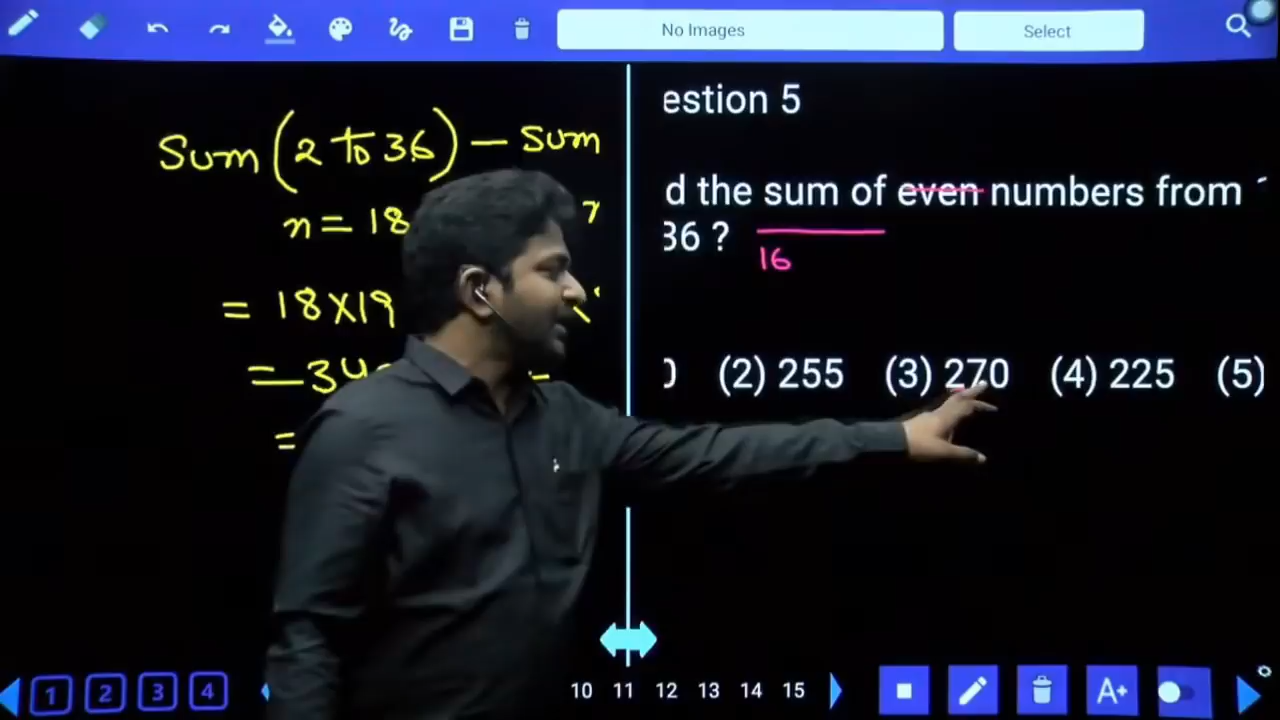 No Images
Select
Sum (2 to 36) – Sum
n = 18
= 18 X 19
= 34
=
estion 5
d the sum of even numbers from
36 ?
16
(2) 255 (3) 270 (4) 225 (5)
1 2 3 4
10 11 12 13 14 15
A+